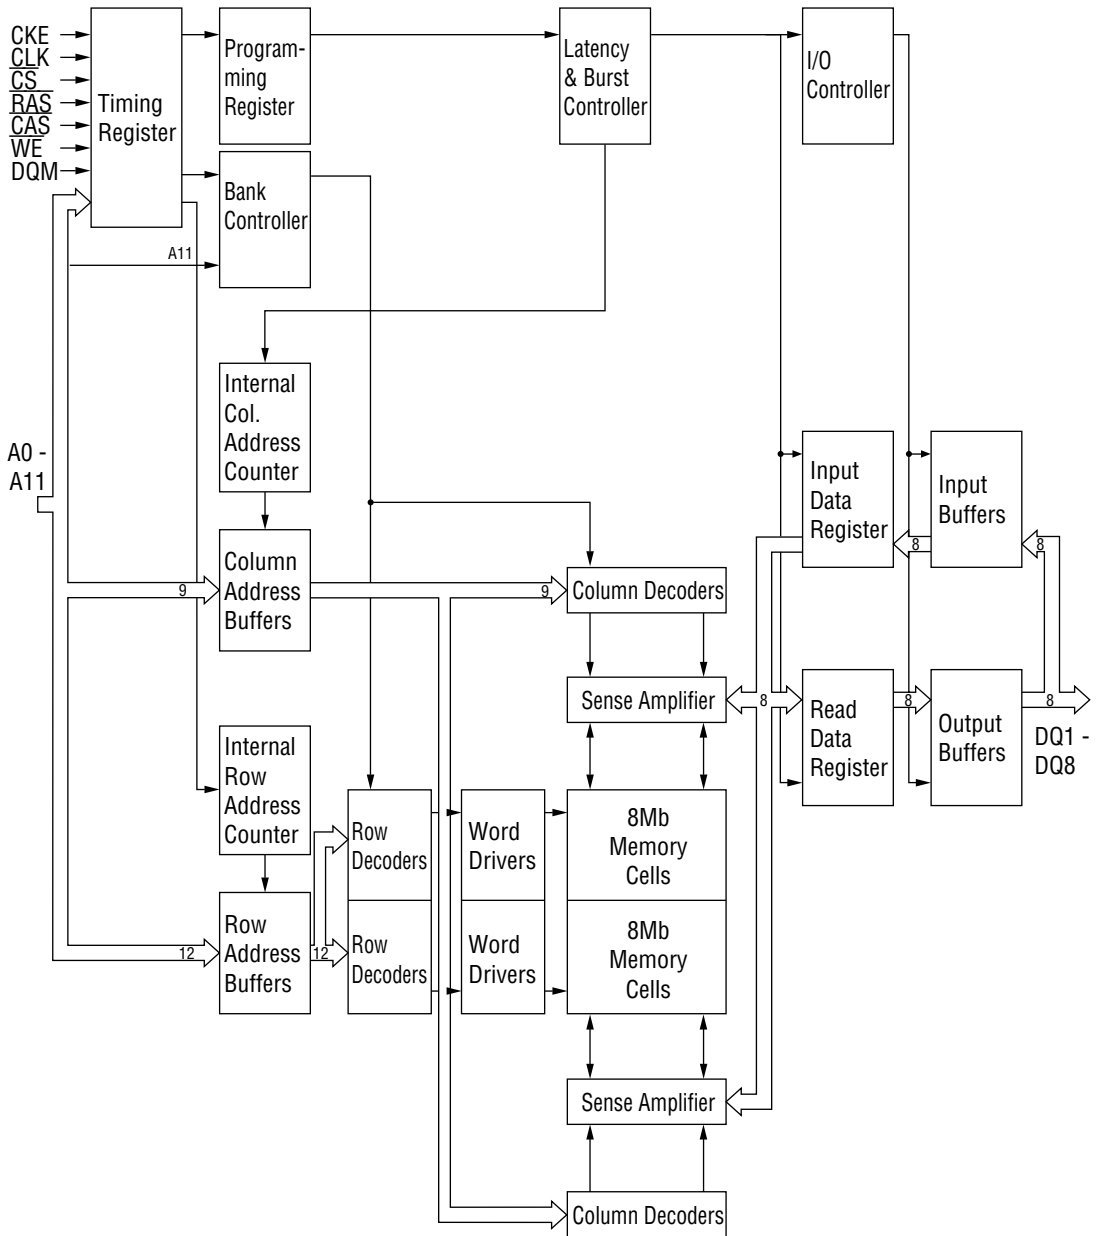 CKE
CLK
CS
RAS
CAS
WE
DQM
Timing
Register
Program-
ming
Register
Latency
& Burst
Controller
I/O
Controller
Bank
Controller
A11
Internal
Col.
Address
Counter
A0 -
A11
Input
Data
Register
8
Input
Buffers
8
9
Column
Address
Buffers
9
Column Decoders
Sense Amplifier
8
Read
Data
Register
8
Output
Buffers
8
DQ1 -
DQ8
Internal
Row
Address
Counter
Row
Decoders
Word
Drivers
8Mb
Memory
Cells
12
Row
Address
Buffers
12
Row
Decoders
Word
Drivers
8Mb
Memory
Cells
Sense Amplifier
Column Decoders